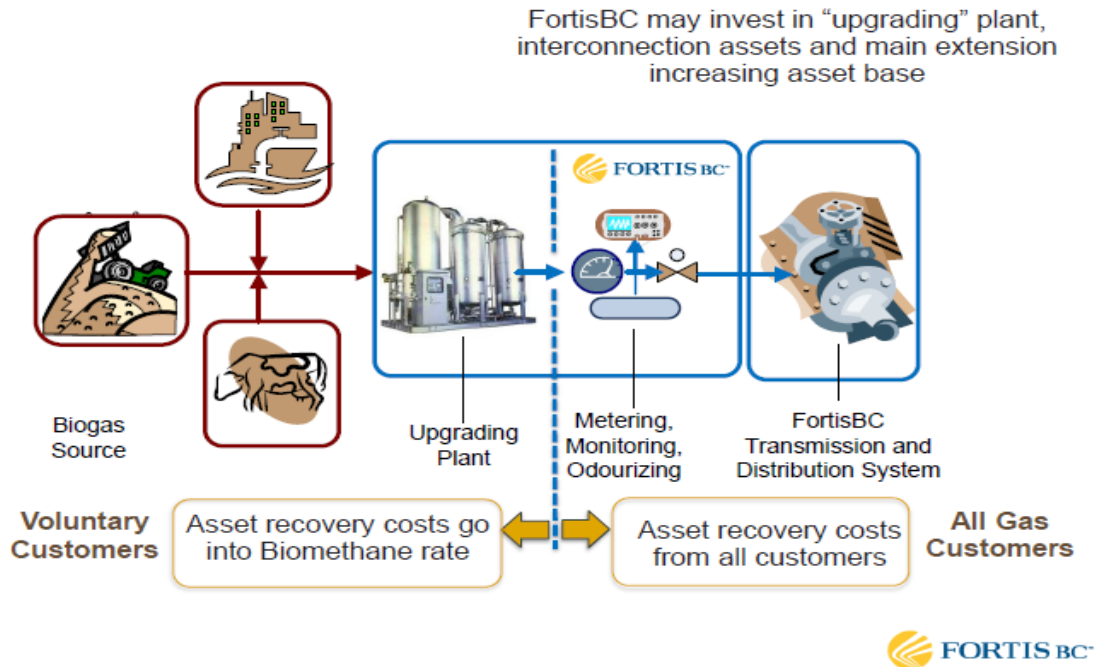 FortisBC may invest in “upgrading” plant,
interconnection assets and main extension
increasing asset base
FORTIS BC™
Biogas
Source
Upgrading
Plant
Metering,
Monitoring,
Odourizing
FortisBC
Transmission and
Distribution System
Voluntary
Customers
Asset recovery costs go
into Biomethane rate
Asset recovery costs
from all customers
All Gas
Customers
FORTIS BC™